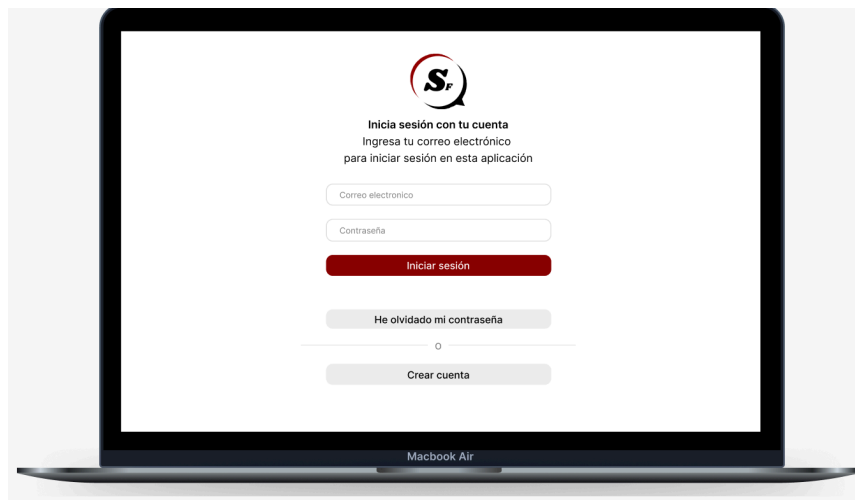 SF
Inicia sesión con tu cuenta
Ingresa tu correo electrónico
para iniciar sesión en esta aplicación
Correo electronico
Contraseña
Iniciar sesión
He olvidado mi contraseña
O
Crear cuenta
Macbook Air